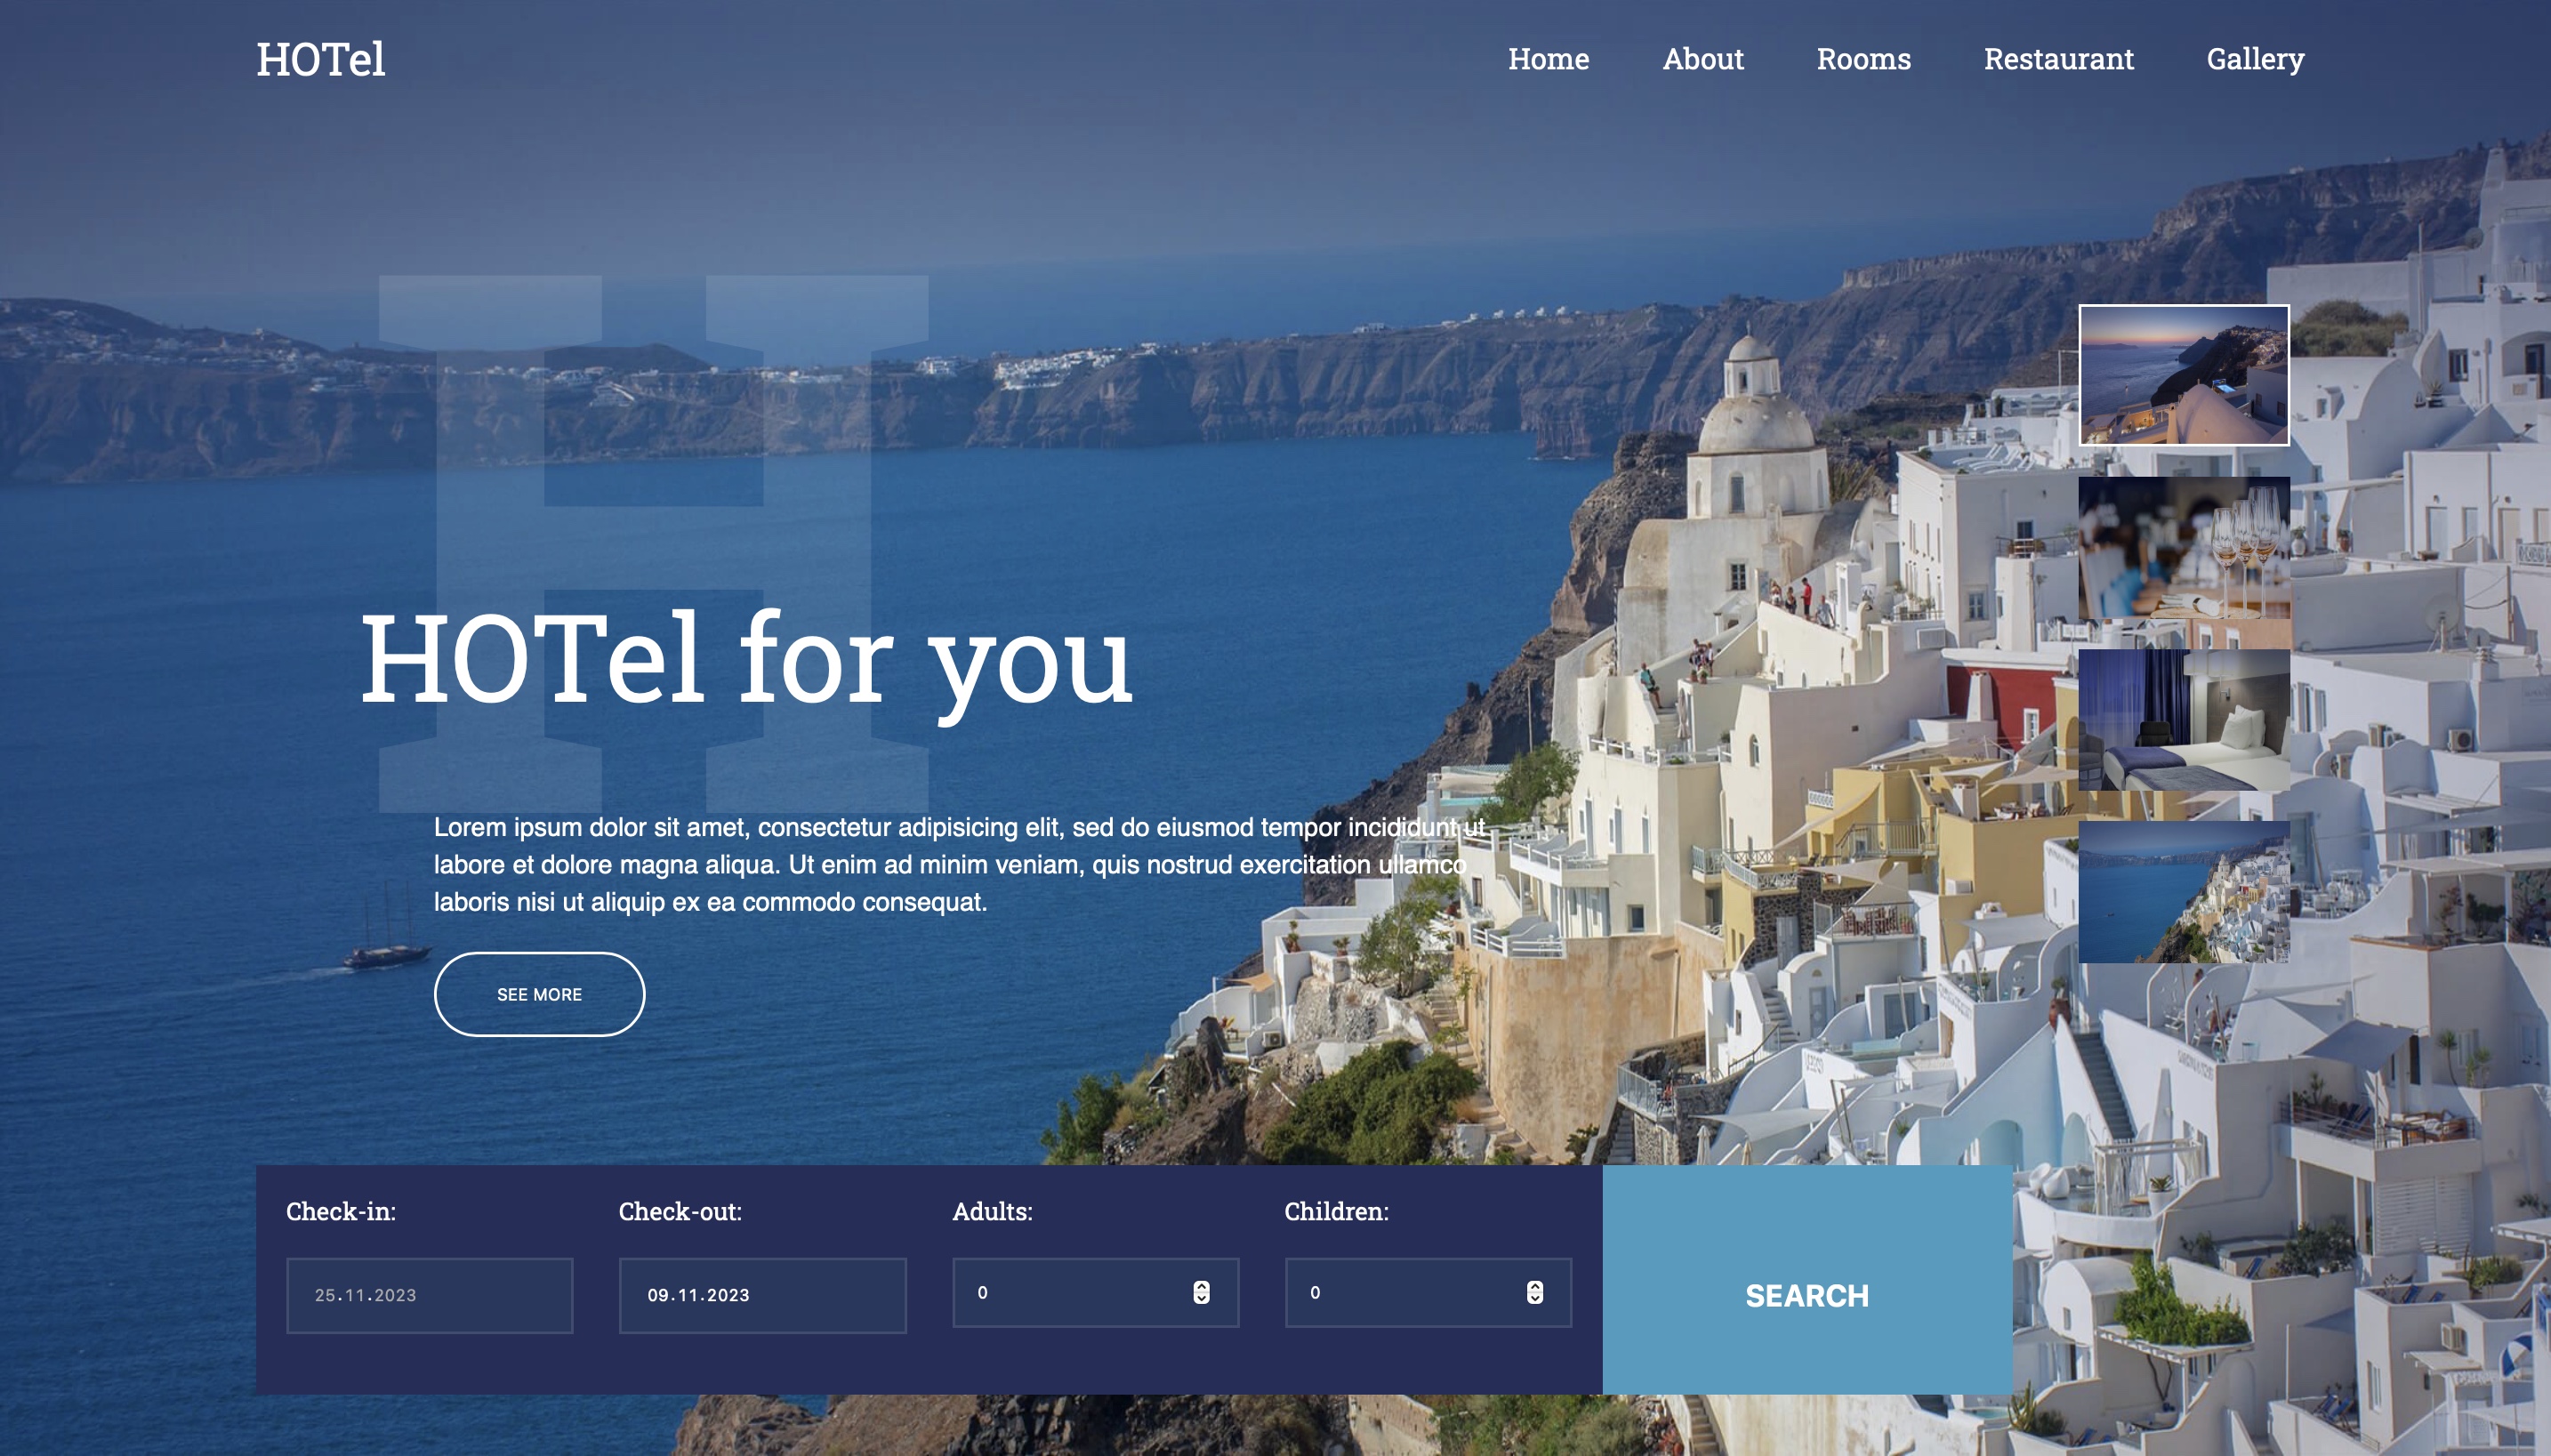 HOTel
Home About Rooms Restaurant Gallery
H
HOTel for you
Lorem ipsum dolor sit amet, consectetur adipisicing elit, sed do eiusmod tempor incididunt ut
labore et dolore magna aliqua. Ut enim ad minim veniam, quis nostrud exercitation ullamco
laboris nisi ut aliquip ex ea commodo consequat.
SEE MORE
Check-in: Check-out: Adults: Children:
25.11.2023 09.11.2023 0 0
SEARCH